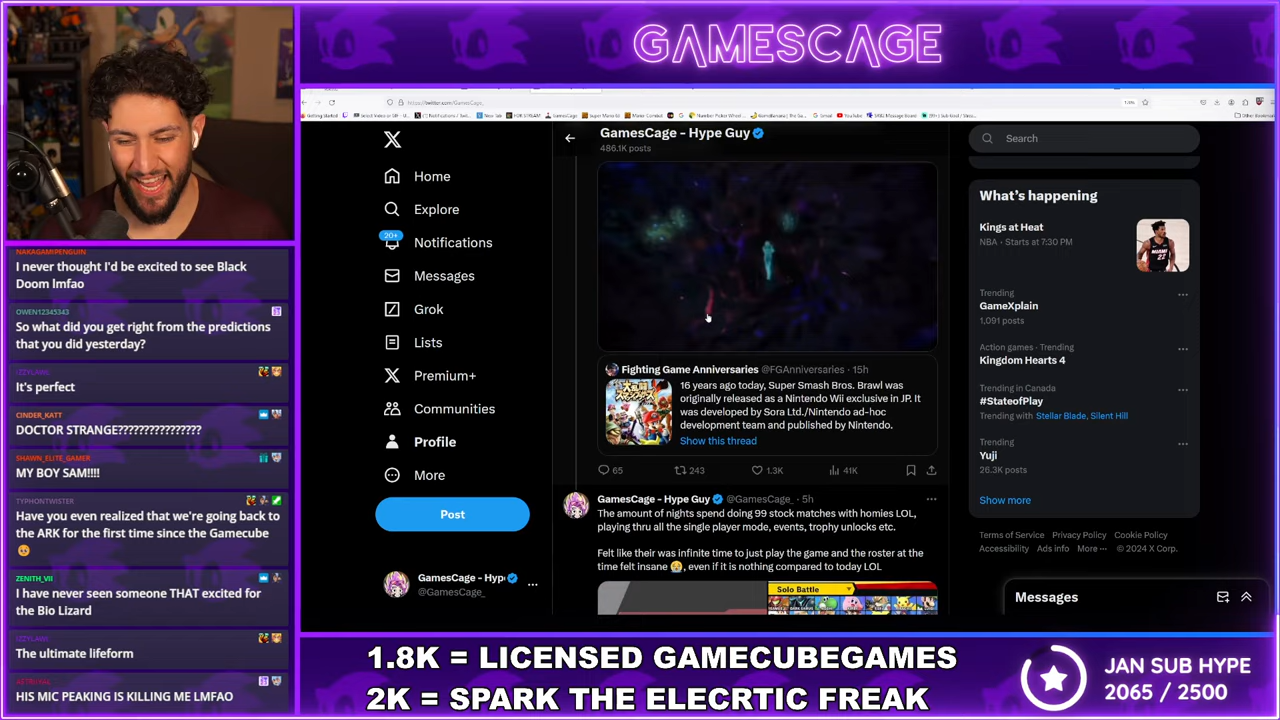 GAMESCAGE
NAKAGAMIPENGUIN
I never thought I'd be excited to see Black
Doom lmfao
OWEN12345343
So what did you get right from the predictions
that you did yesterday?
It's perfect
CINDER_KATT
DOCTOR STRANGE????????????????
SHAWN_ELITE_GAMER
MY BOY SAM!!!!
TYPHONTWISTER
Have you even realized that we're going back to
the ARK for the first time since the Gamecube
🥹
ZENITH_VII
I have never seen someone THAT excited for
the Bio Lizard
The ultimate lifeform
HIS MIC PEAKING IS KILLING ME LMFAO
https://twitter.com/GamesCage_
Home
Explore
20+
Notifications
Messages
Grok
Lists
Premium+
Communities
Profile
More
Post
GamesCage - Hyp
@GamesCage_
GamesCage - Hype Guy
486.1K posts
Fighting Game Anniversaries @FGAnniversaries · 15h
16 years ago today, Super Smash Bros. Brawl was
originally released as a Nintendo Wii exclusive in JP. It
was developed by Sora Ltd./Nintendo ad-hoc
development team and published by Nintendo.
Show this thread
65
243
1.3K
41K
GamesCage - Hype Guy @GamesCage_ · 5h
The amount of nights spend doing 99 stock matches with homies LOL,
playing thru all the single player mode, events, trophy unlocks etc.
Felt like their was infinite time to just play the game and the roster at the
time felt insane 😭, even if it is nothing compared to today LOL
Solo Battle
Search
What's happening
Kings at Heat
NBA · Starts at 7:30 PM
Trending
GameXplain
1,091 posts
Action games · Trending
Kingdom Hearts 4
Trending in Canada
#StateofPlay
Trending with Stellar Blade, Silent Hill
Trending
Yuji
26.3K posts
Show more
Terms of Service Privacy Policy Cookie Policy
Accessibility Ads info More ··· © 2024 X Corp.
Messages
1.8K = LICENSED GAMECUBEGAMES
2K = SPARK THE ELECRTIC FREAK
JAN SUB HYPE
2065 / 2500